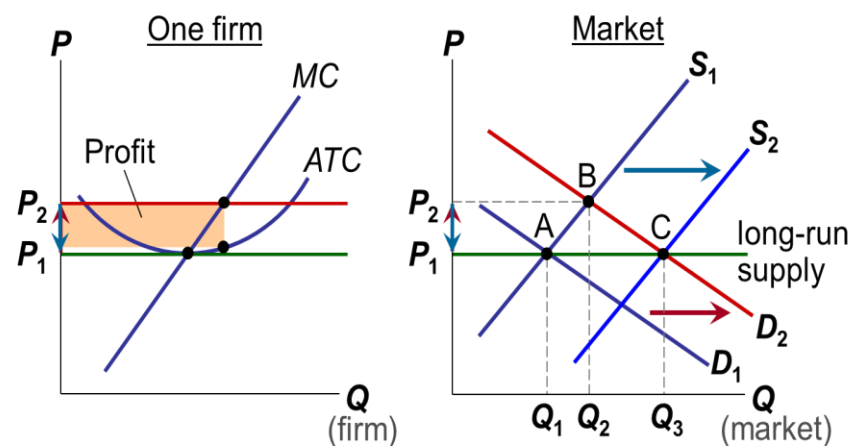 One firm
P
MC
Profit
ATC
P2
P1
Q
(firm)
Market
P
S1
S2
B
P2
A
C
P1
long-run
supply
D2
D1
Q1
Q2
Q3
Q
(market)